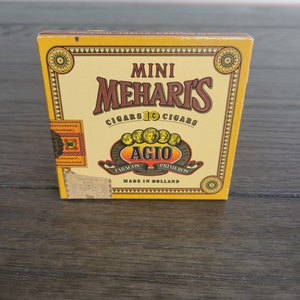 MINI
MEHARI'S
CIGARS 10 CIGARS
AGIO
TABACOS PRIMEROS
MADE IN HOLLAND